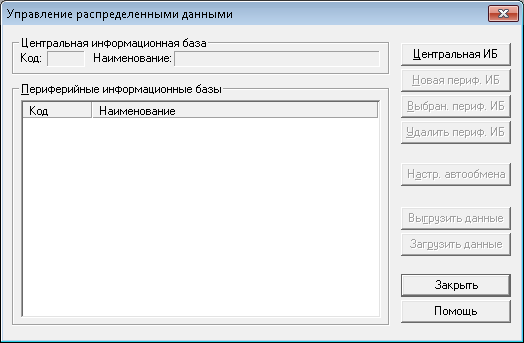 Управление распределенными данными
Центральная информационная база
Код: Наименование:
Периферийные информационные базы
Код Наименование
Центральная ИБ
Новая периф. ИБ
Выбран. периф. ИБ
Удалить периф. ИБ
Настр. автообмена
Выгрузить данные
Загрузить данные
Закрыть
Помощь